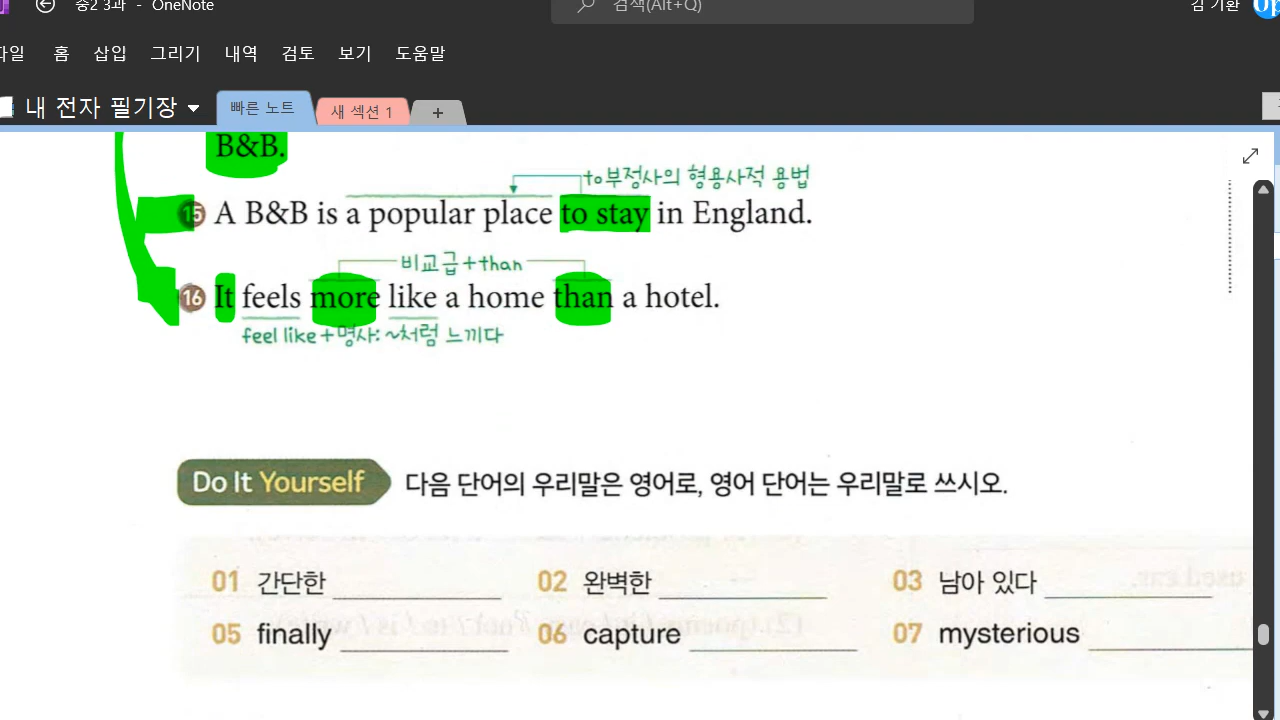 중2 3과 - OneNote
검색(Alt+Q)
김 기환
파일 홈 삽입 그리기 내역 검토 보기 도움말
내 전자 필기장
빠른 노트
새 섹션 1
+
B&B.
to부정사의 형용사적 용법
15 A B&B is a popular place to stay in England.
비교급+than
16 It feels more like a home than a hotel.
feel like+명사: ~처럼 느끼다
Do It Yourself 다음 단어의 우리말은 영어로, 영어 단어는 우리말로 쓰시오.
01 간단한 02 완벽한 03 남아 있다
05 finally 06 capture 07 mysterious